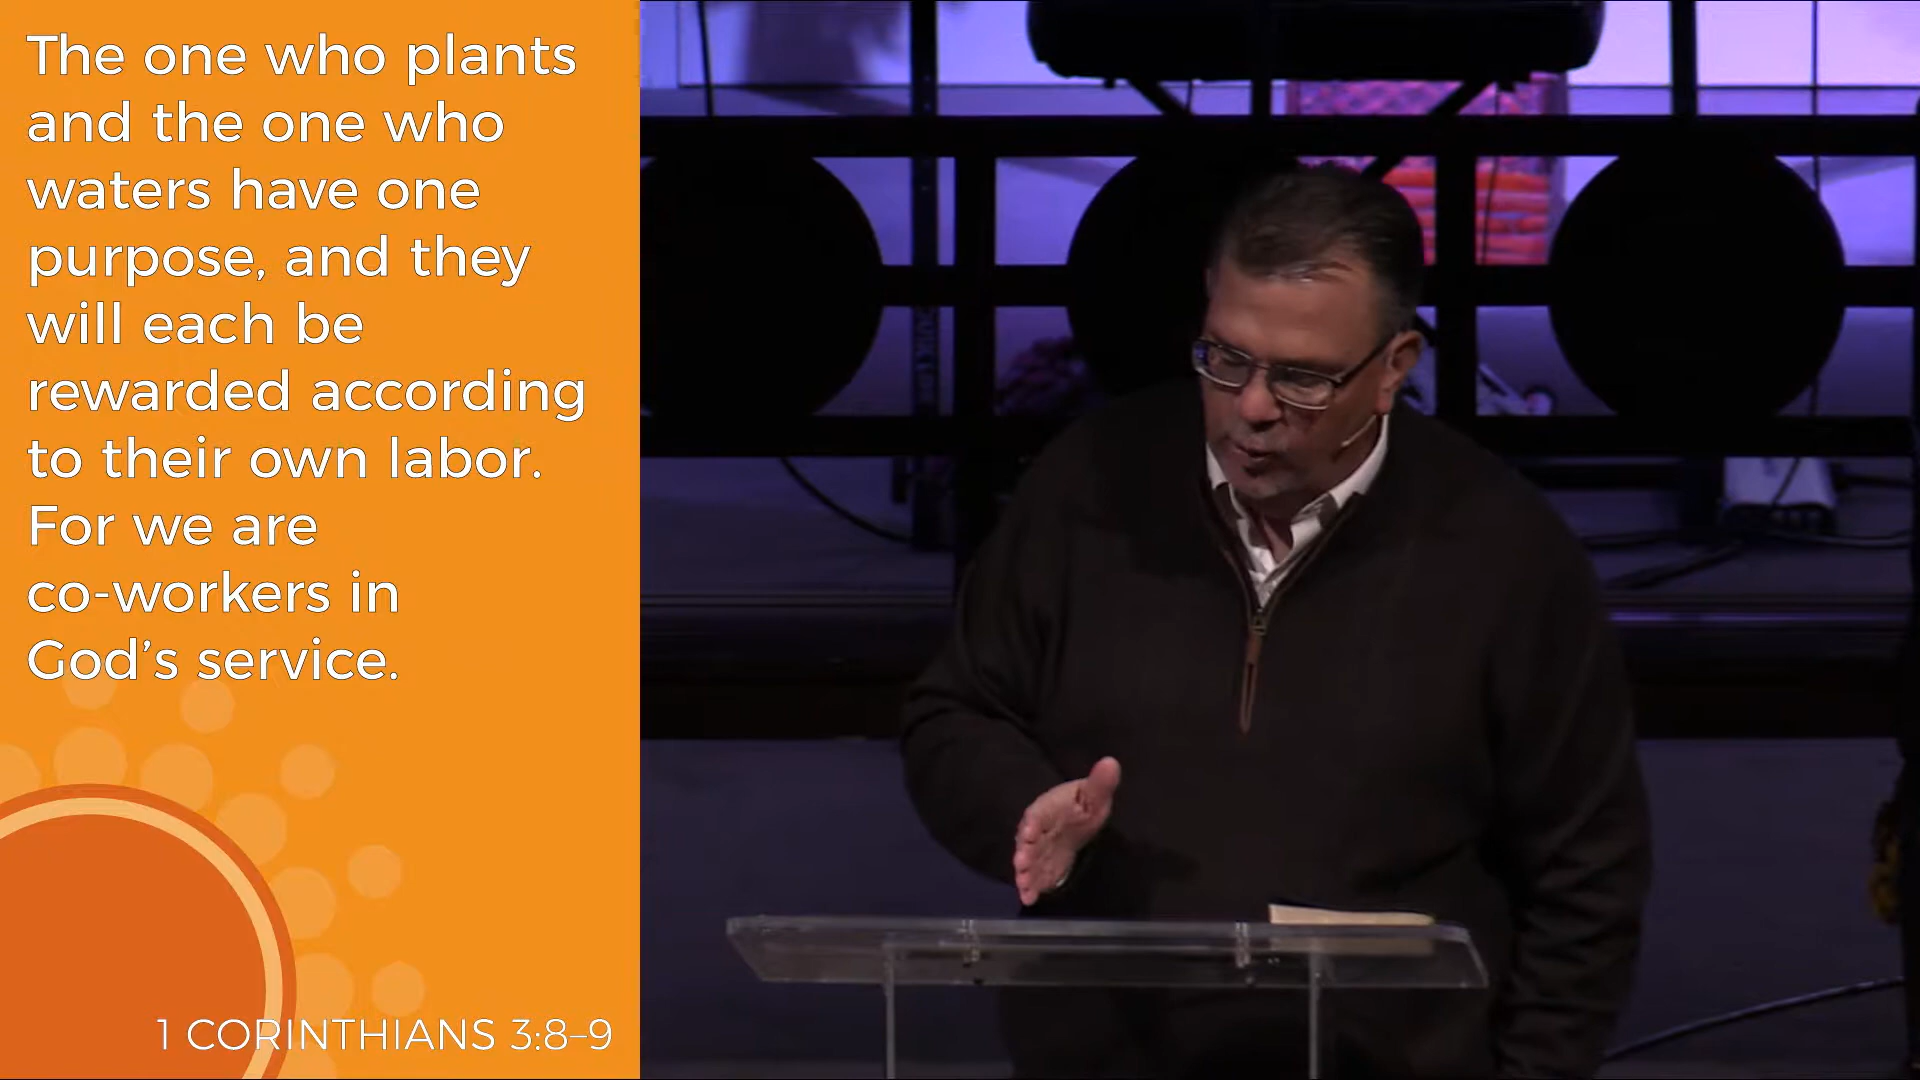 The one who plants
and the one who
waters have one
purpose, and they
will each be
rewarded according
to their own labor.
For we are
co-workers in
God’s service.
1 CORINTHIANS 3:8–9